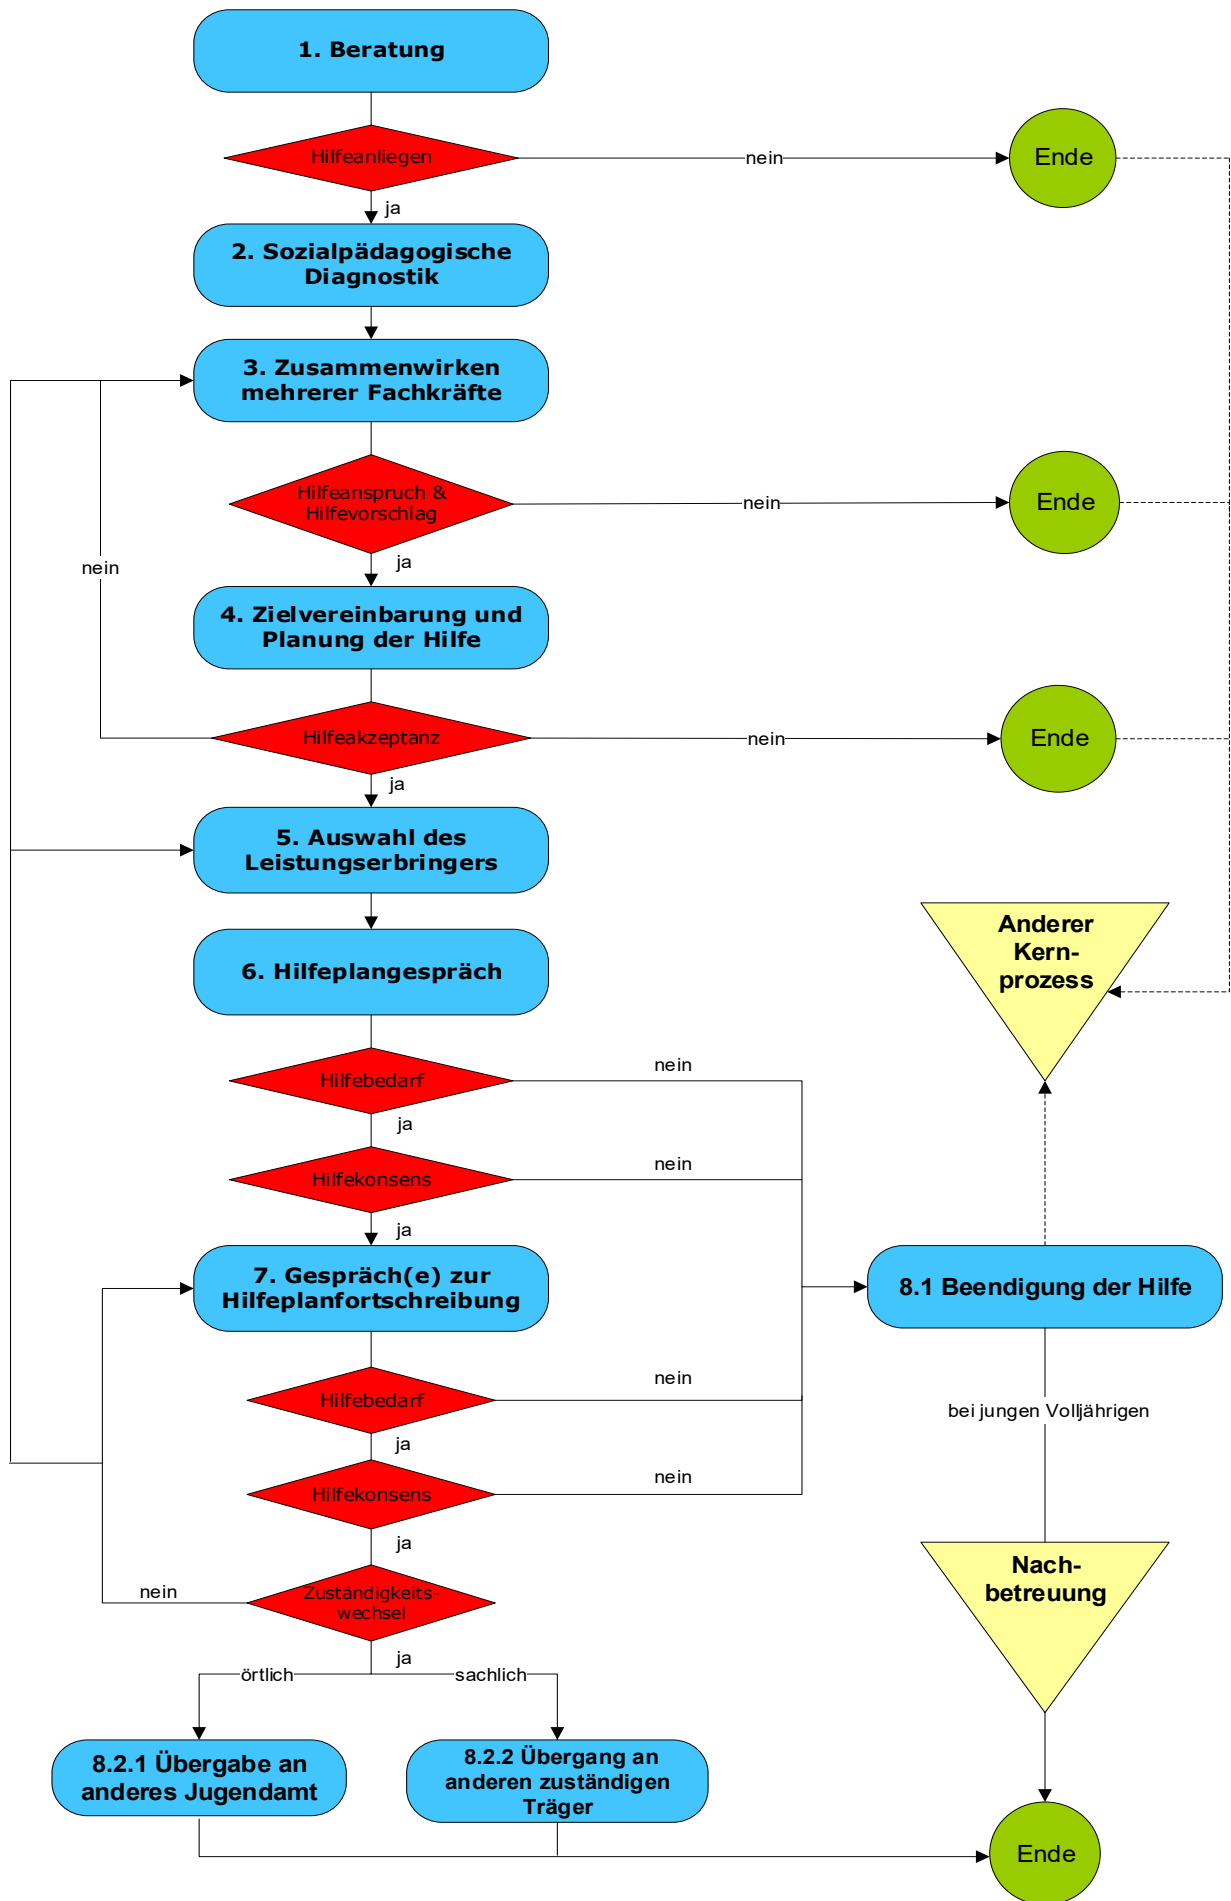 1. Beratung
Hilfeanliegen
nein
Ende
ja
2. Sozialpädagogische
Diagnostik
3. Zusammenwirken
mehrerer Fachkräfte
Hilfeanspruch &
Hilfevorschlag
nein
Ende
ja
nein
4. Zielvereinbarung und
Planung der Hilfe
Hilfeakzeptanz
nein
Ende
ja
5. Auswahl des
Leistungserbringers
Anderer
Kern-
prozess
6. Hilfeplangespräch
Hilfebedarf
nein
ja
Hilfekonsens
nein
ja
7. Gespräch(e) zur
Hilfeplanfortschreibung
8.1 Beendigung der Hilfe
Hilfebedarf
nein
bei jungen Volljährigen
ja
Hilfekonsens
nein
ja
Zuständigkeits-
wechsel
nein
Nach-
betreuung
ja
örtlich
sachlich
8.2.1 Übergabe an
anderes Jugendamt
8.2.2 Übergang an
anderen zuständigen
Träger
Ende